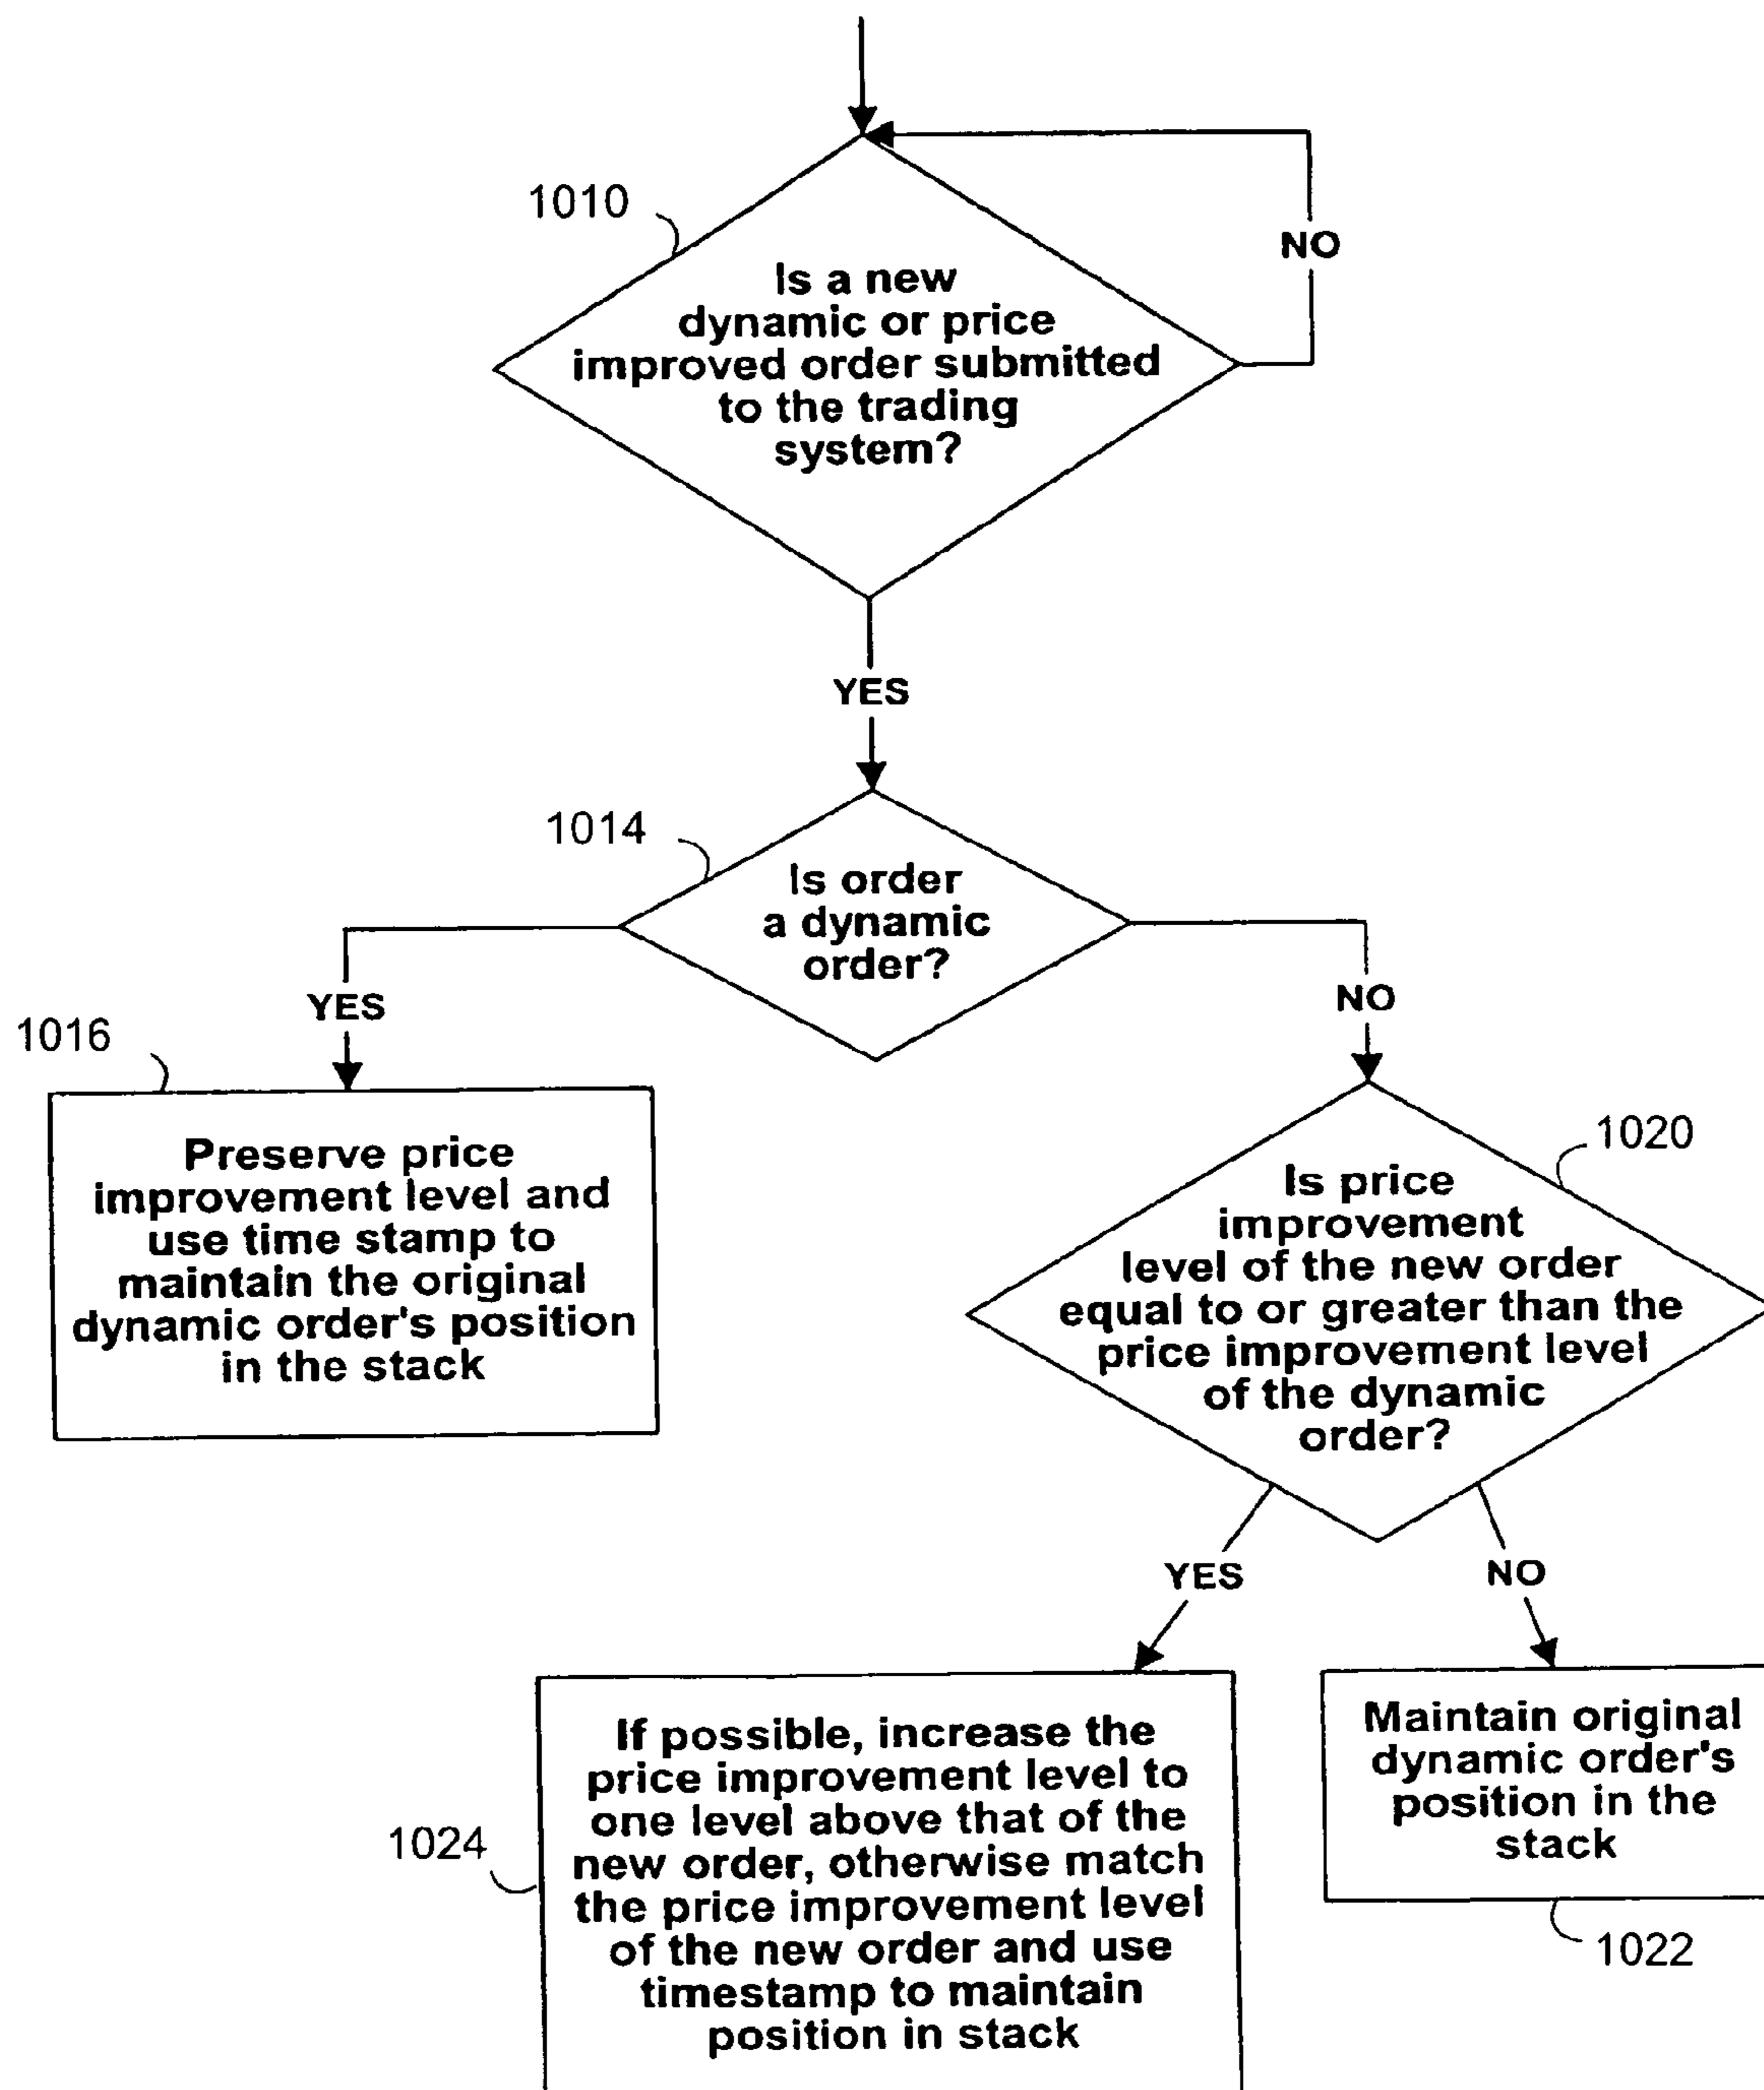 1010
Is a new
dynamic or price
improved order submitted
to the trading
system?
NO
YES
1014
Is order
a dynamic
order?
YES
NO
1016
Preserve price
improvement level and
use time stamp to
maintain the original
dynamic order's position
in the stack
1020
Is price
improvement
level of the new order
equal to or greater than the
price improvement level
of the dynamic
order?
YES
NO
1024
If possible, increase the
price improvement level to
one level above that of the
new order, otherwise match
the price improvement level
of the new order and use
timestamp to maintain
position in stack
Maintain original
dynamic order's
position in the
stack
1022